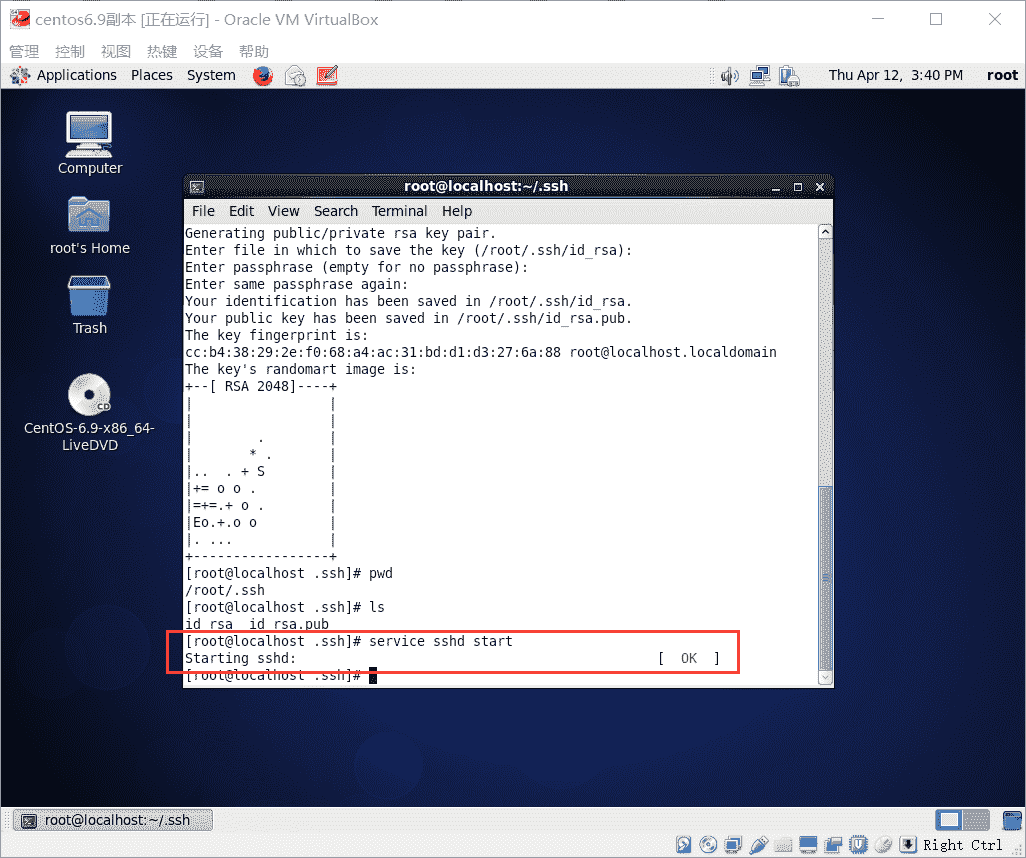 centos6.9副本 [正在运行] - Oracle VM VirtualBox
管理 控制 视图 热键 设备 帮助
Applications Places System Thu Apr 12, 3:40 PM root
Computer
root's Home
Trash
CD
CentOS-6.9-x86_64-
LiveDVD
root@localhost:~/.ssh
File Edit View Search Terminal Help
Generating public/private rsa key pair.
Enter file in which to save the key (/root/.ssh/id_rsa):
Enter passphrase (empty for no passphrase):
Enter same passphrase again:
Your identification has been saved in /root/.ssh/id_rsa.
Your public key has been saved in /root/.ssh/id_rsa.pub.
The key fingerprint is:
cc:b4:38:29:2e:f0:68:a4:ac:31:bd:d1:d3:27:6a:88 root@localhost.localdomain
The key's randomart image is:
+--[ RSA 2048]----+
|                 |
|                 |
|        .        |
|       * .       |
|..  . + S        |
|+= o o .         |
|=+=.+ o .        |
|Eo.+.o o         |
|. ...            |
+-----------------+
[root@localhost .ssh]# pwd
/root/.ssh
[root@localhost .ssh]# ls
id_rsa  id_rsa.pub
[root@localhost .ssh]# service sshd start
Starting sshd:                                             [  OK  ]
[root@localhost .ssh]#
root@localhost:~/.ssh
Right Ctrl